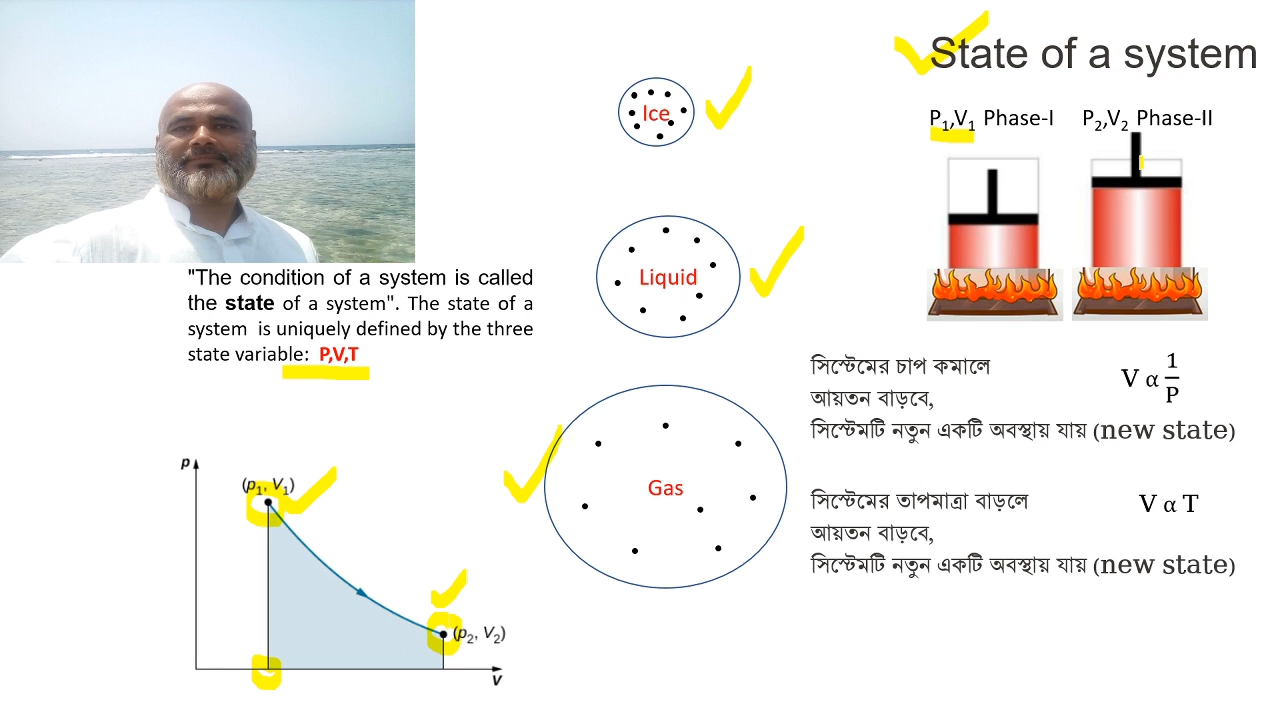 State of a system
P₁,V₁ Phase-I
P₂,V₂ Phase-II
Ice
Liquid
Gas
"The condition of a system is called
the state of a system". The state of a
system is uniquely defined by the three
state variable: P,V,T
সিস্টেমের চাপ কমালে
আয়তন বাড়বে,
সিস্টেমটি নতুন একটি অবস্থায় যায় (new state)
V α 1/P
সিস্টেমের তাপমাত্রা বাড়লে
আয়তন বাড়বে,
সিস্টেমটি নতুন একটি অবস্থায় যায় (new state)
V α T
p
(p₁, V₁)
(p₂, V₂)
V